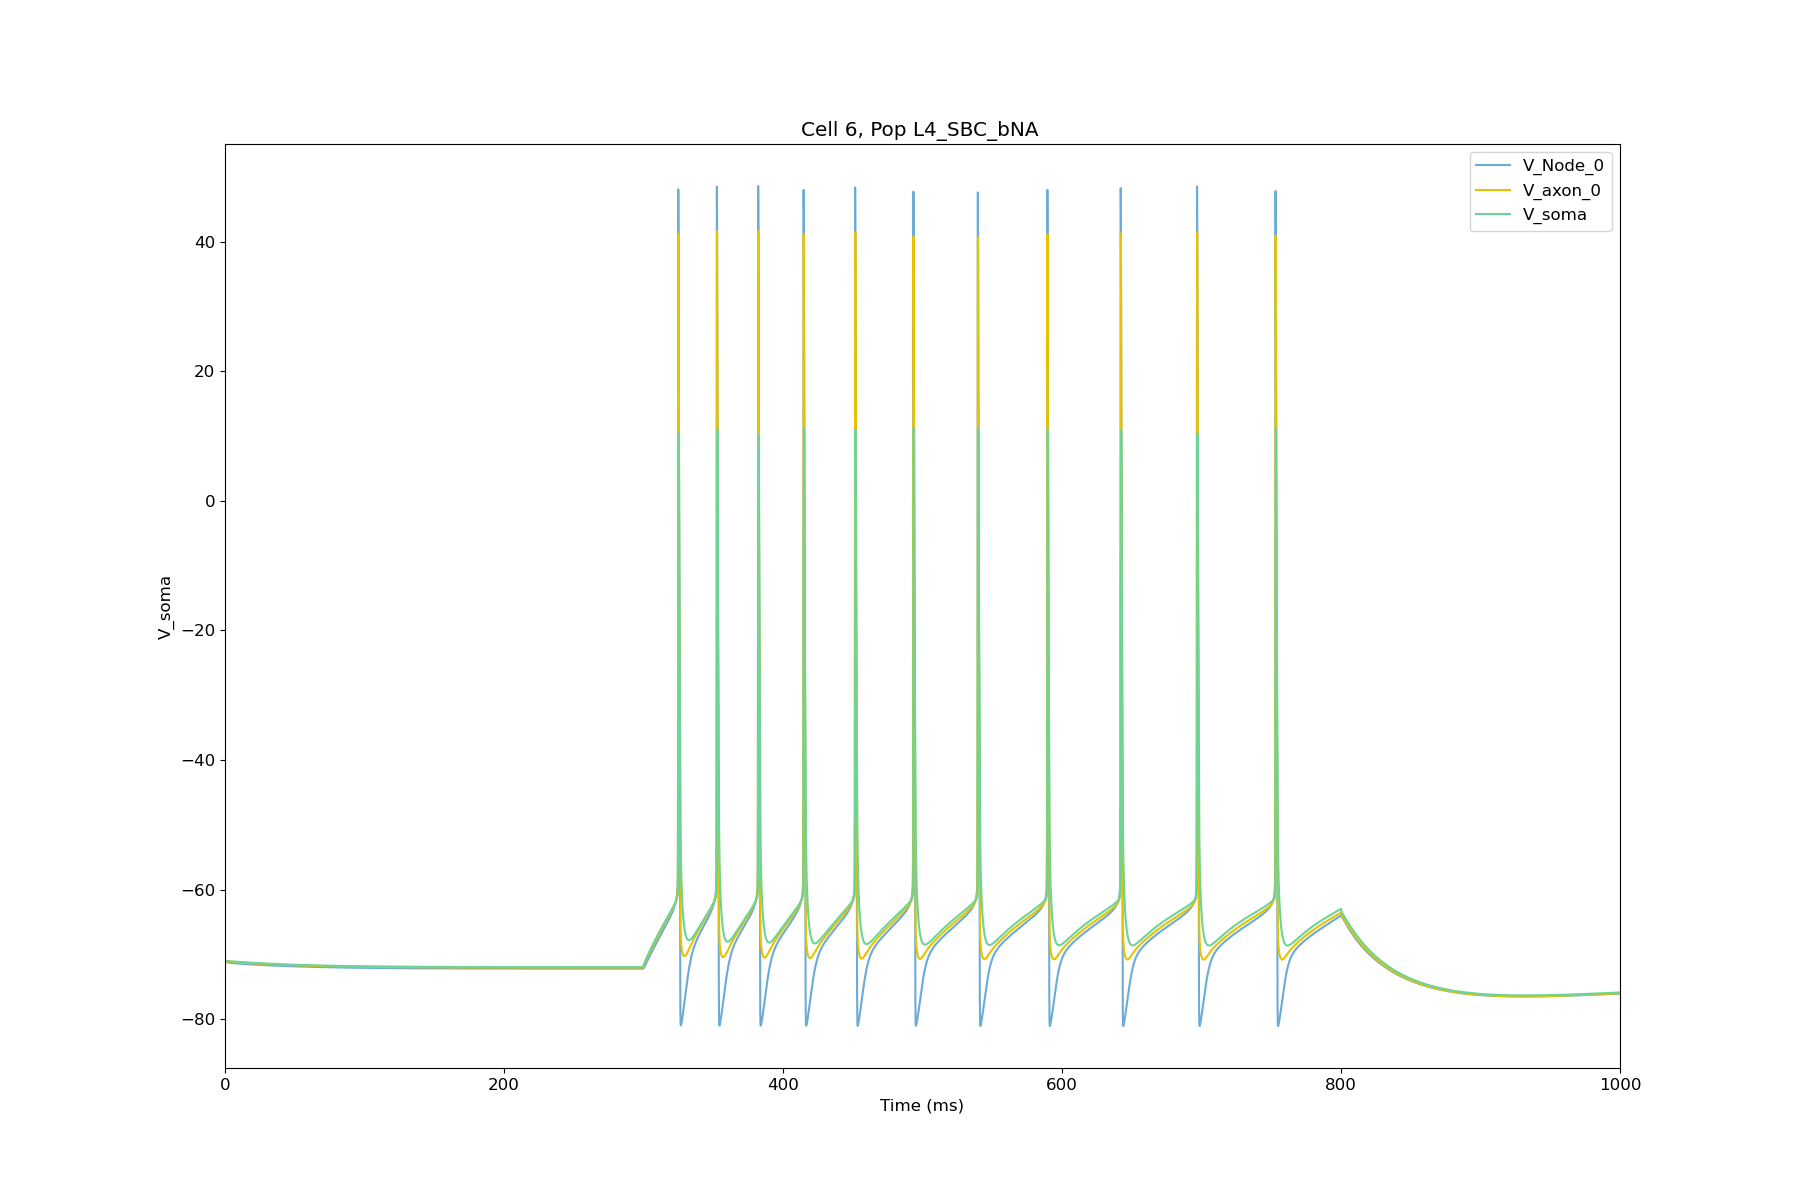 Cell 6, Pop L4_SBC_bNA
V_Node_0
V_axon_0
V_soma
40
20
0
−20
−40
−60
−80
V_soma
0 200 400 600 800 1000
Time (ms)